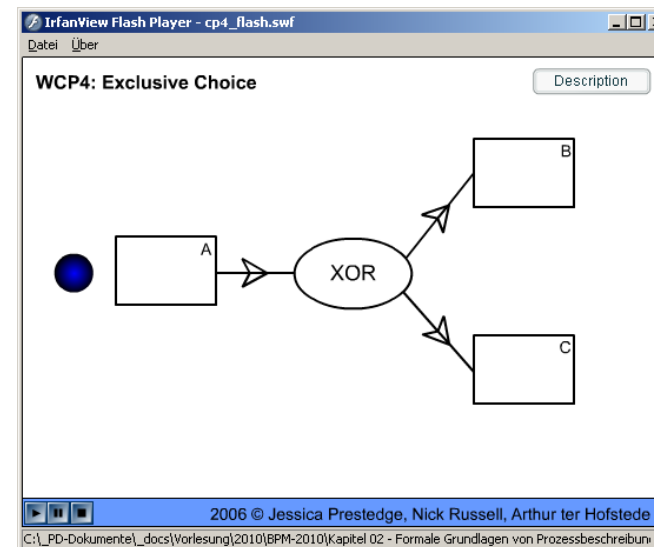 IrfanView Flash Player - cp4_flash.swf
Datei Über
WCP4: Exclusive Choice
Description
B
A
XOR
C
2006 © Jessica Prestedge, Nick Russell, Arthur ter Hofstede
C:\_PD-Dokumente\_docs\Vorlesung\2010\BPM-2010\Kapitel 02 - Formale Grundlagen von